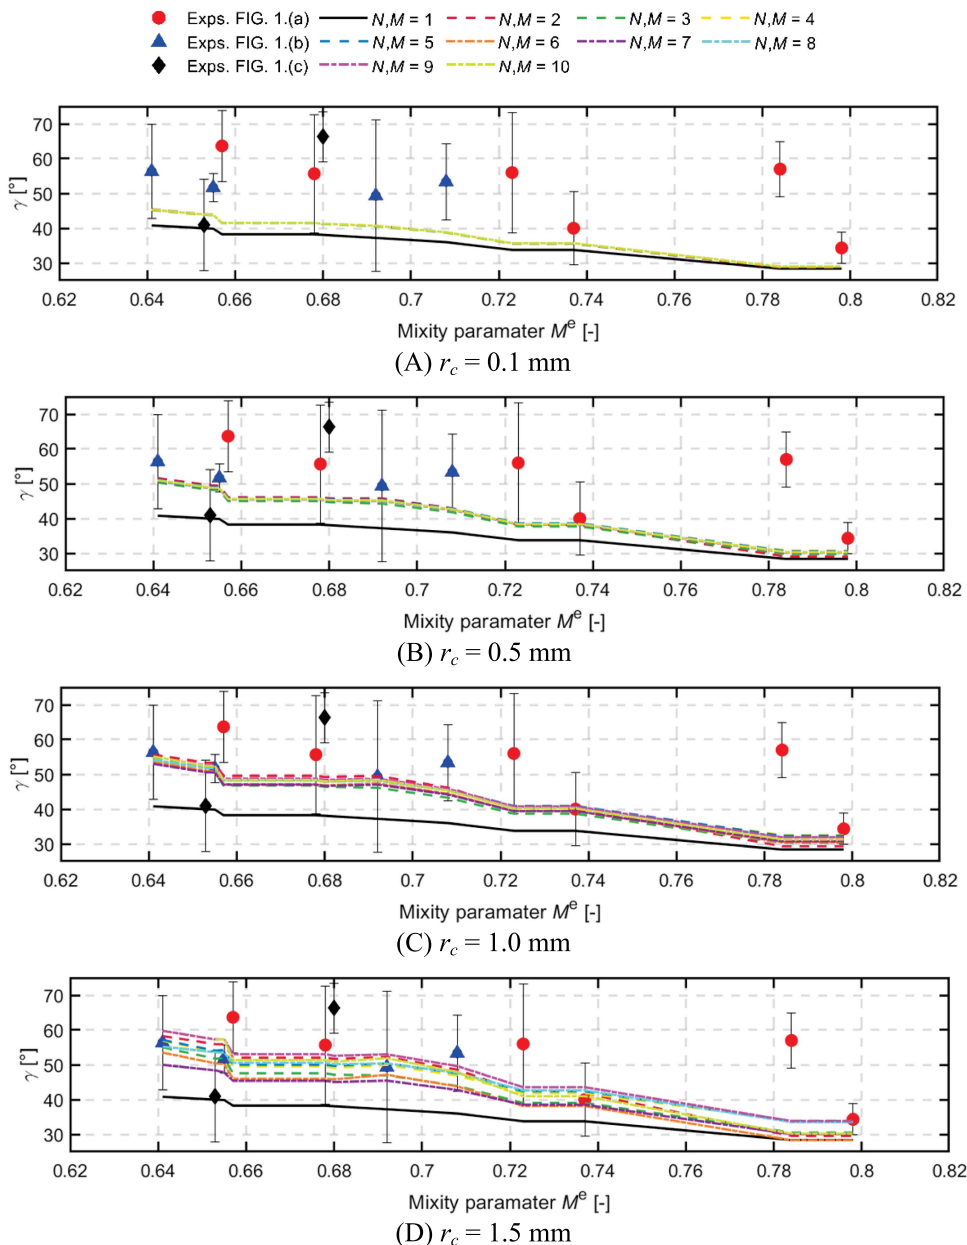 Exps. FIG. 1.(a) N,M = 1 N,M = 2 N,M = 3 N,M = 4
Exps. FIG. 1.(b) N,M = 5 N,M = 6 N,M = 7 N,M = 8
Exps. FIG. 1.(c) N,M = 9 N,M = 10
70
60
50
40
30
γ [°]
0.62 0.64 0.66 0.68 0.7 0.72 0.74 0.76 0.78 0.8 0.82
Mixity paramater Mᵉ [-]
(A) r_c = 0.1 mm
70
60
50
40
30
γ [°]
0.62 0.64 0.66 0.68 0.7 0.72 0.74 0.76 0.78 0.8 0.82
Mixity paramater Mᵉ [-]
(B) r_c = 0.5 mm
70
60
50
40
30
γ [°]
0.62 0.64 0.66 0.68 0.7 0.72 0.74 0.76 0.78 0.8 0.82
Mixity paramater Mᵉ [-]
(C) r_c = 1.0 mm
70
60
50
40
30
γ [°]
0.62 0.64 0.66 0.68 0.7 0.72 0.74 0.76 0.78 0.8 0.82
Mixity paramater Mᵉ [-]
(D) r_c = 1.5 mm